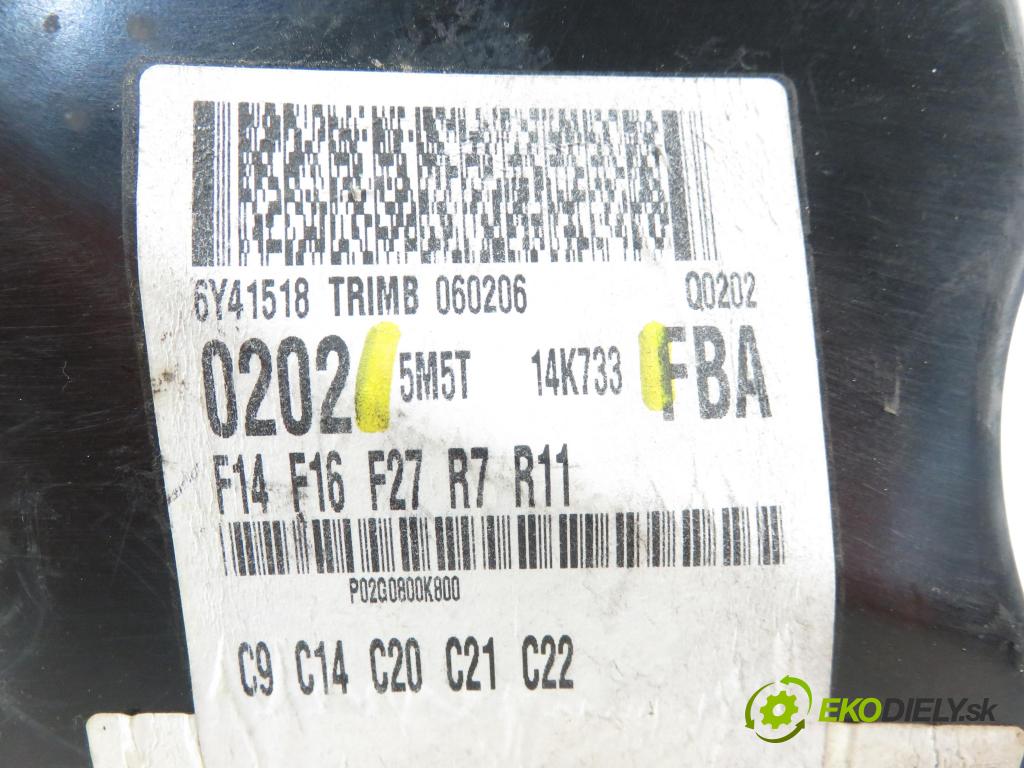 6Y41518 TRIMB 060206 Q0202
0202 5M5T 14K733 FBA
F14 F16 F27 R7 R11
P02G0800K800
C9 C14 C20 C21 C22
EKODIELY.sk